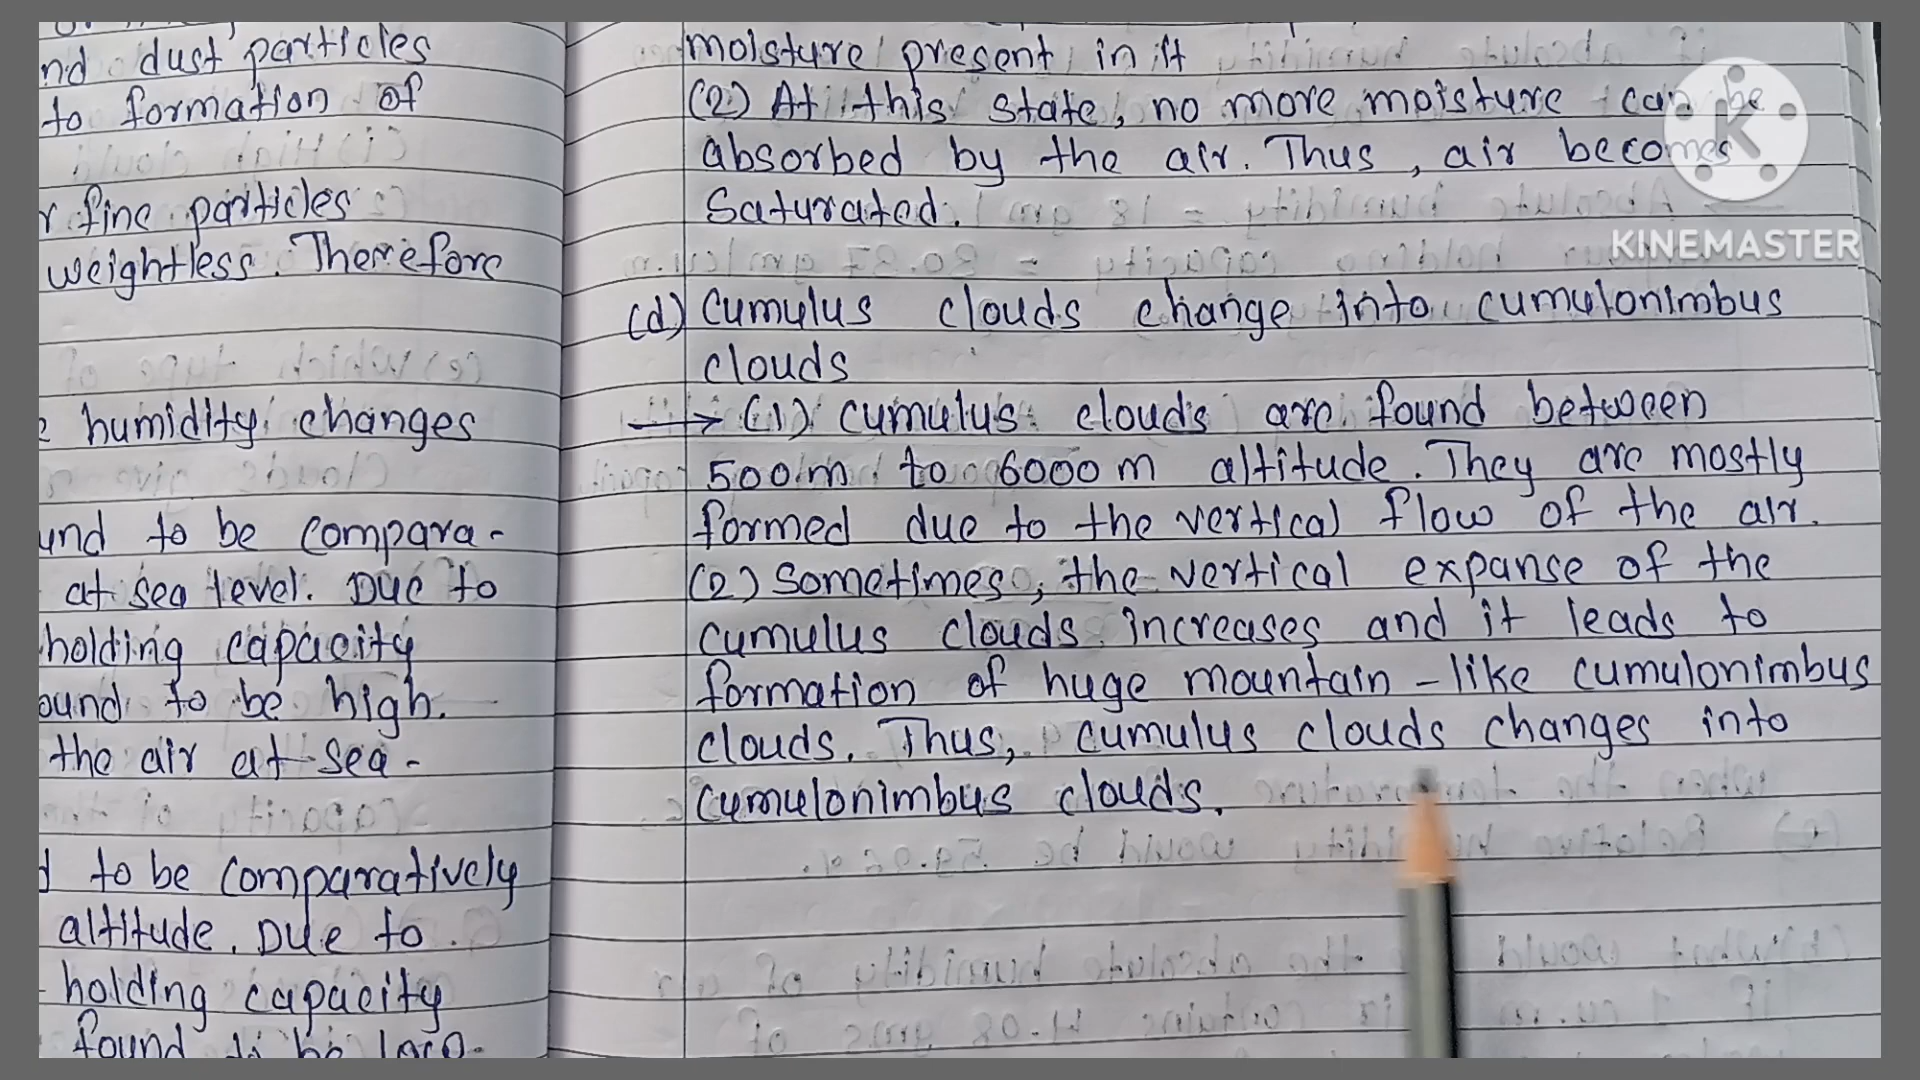 nd dust particles
to formation of
r fine particles
weightless. Therefore
humidity changes
und to be compara-
at sea level. Due to
holding capacity
ound to be high.
the air at sea-
d to be comparatively
altitude. Due to
holding capacity
found to be
moisture present in it
(2) At this state, no more moisture can be
absorbed by the air. Thus, air becomes
Saturated.
(d) Cumulus clouds change into cumulonimbus
clouds
→ (1) Cumulus clouds are found between
500m to 6000m altitude. They are mostly
formed due to the vertical flow of the air.
(2) Sometimes, the vertical expanse of the
cumulus clouds increases and it leads to
formation of huge mountain-like cumulonimbus
clouds. Thus, cumulus clouds changes into
cumulonimbus clouds.
K
KINEMASTER